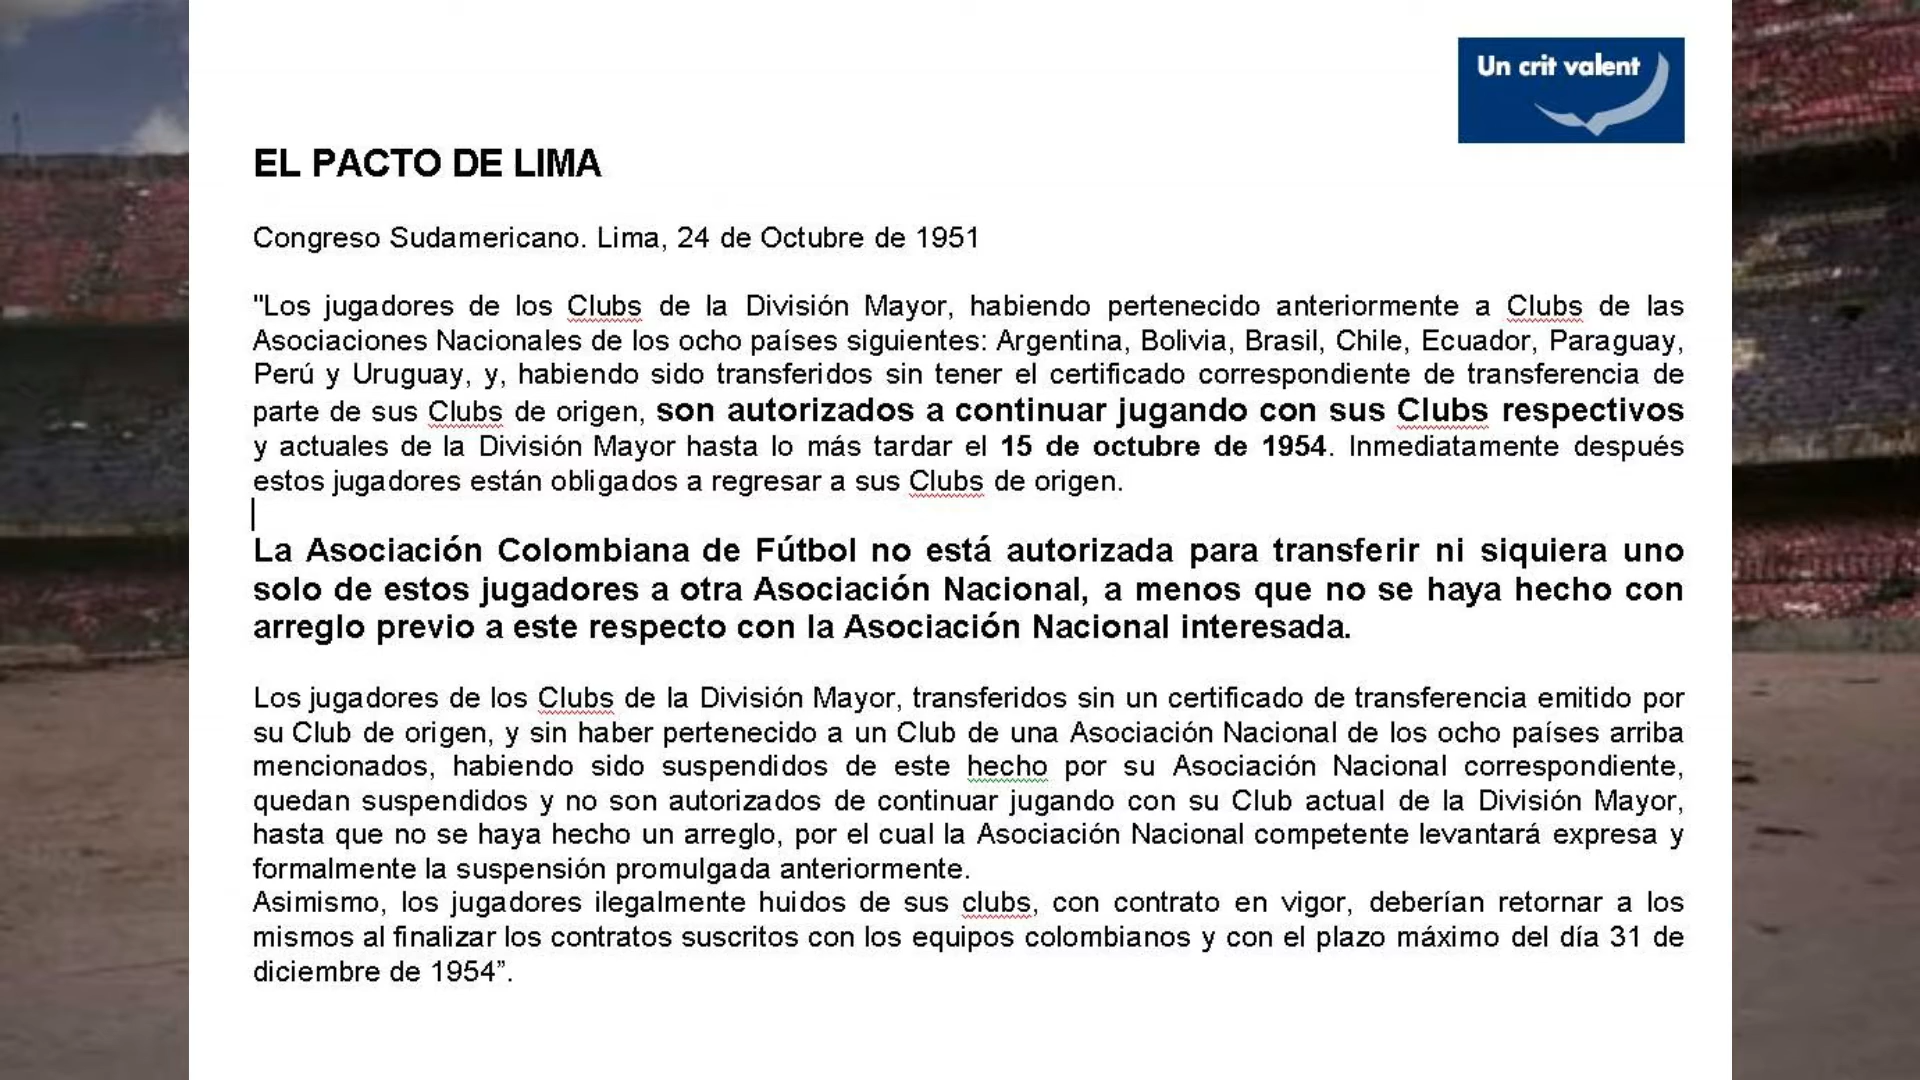 Un crit valent
EL PACTO DE LIMA
Congreso Sudamericano. Lima, 24 de Octubre de 1951
"Los jugadores de los Clubs de la División Mayor, habiendo pertenecido anteriormente a Clubs de las
Asociaciones Nacionales de los ocho países siguientes: Argentina, Bolivia, Brasil, Chile, Ecuador, Paraguay,
Perú y Uruguay, y, habiendo sido transferidos sin tener el certificado correspondiente de transferencia de
parte de sus Clubs de origen, son autorizados a continuar jugando con sus Clubs respectivos
y actuales de la División Mayor hasta lo más tardar el 15 de octubre de 1954. Inmediatamente después
estos jugadores están obligados a regresar a sus Clubs de origen.
La Asociación Colombiana de Fútbol no está autorizada para transferir ni siquiera uno
solo de estos jugadores a otra Asociación Nacional, a menos que no se haya hecho con
arreglo previo a este respecto con la Asociación Nacional interesada.
Los jugadores de los Clubs de la División Mayor, transferidos sin un certificado de transferencia emitido por
su Club de origen, y sin haber pertenecido a un Club de una Asociación Nacional de los ocho países arriba
mencionados, habiendo sido suspendidos de este hecho por su Asociación Nacional correspondiente,
quedan suspendidos y no son autorizados de continuar jugando con su Club actual de la División Mayor,
hasta que no se haya hecho un arreglo, por el cual la Asociación Nacional competente levantará expresa y
formalmente la suspensión promulgada anteriormente.
Asimismo, los jugadores ilegalmente huidos de sus clubs, con contrato en vigor, deberían retornar a los
mismos al finalizar los contratos suscritos con los equipos colombianos y con el plazo máximo del día 31 de
diciembre de 1954”.